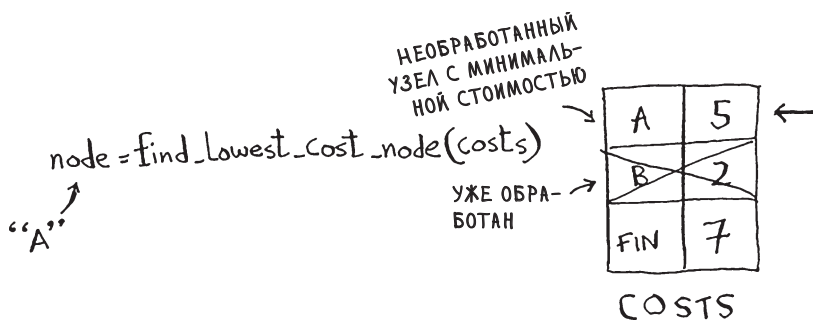 НЕОБРАБОТАННЫЙ
УЗЕЛ С МИНИМАЛЬ-
НОЙ СТОИМОСТЬЮ
node = find_lowest_cost_node(costs)
“A”
УЖЕ ОБРА-
БОТАН
A 5
B 2
FIN 7
COSTS